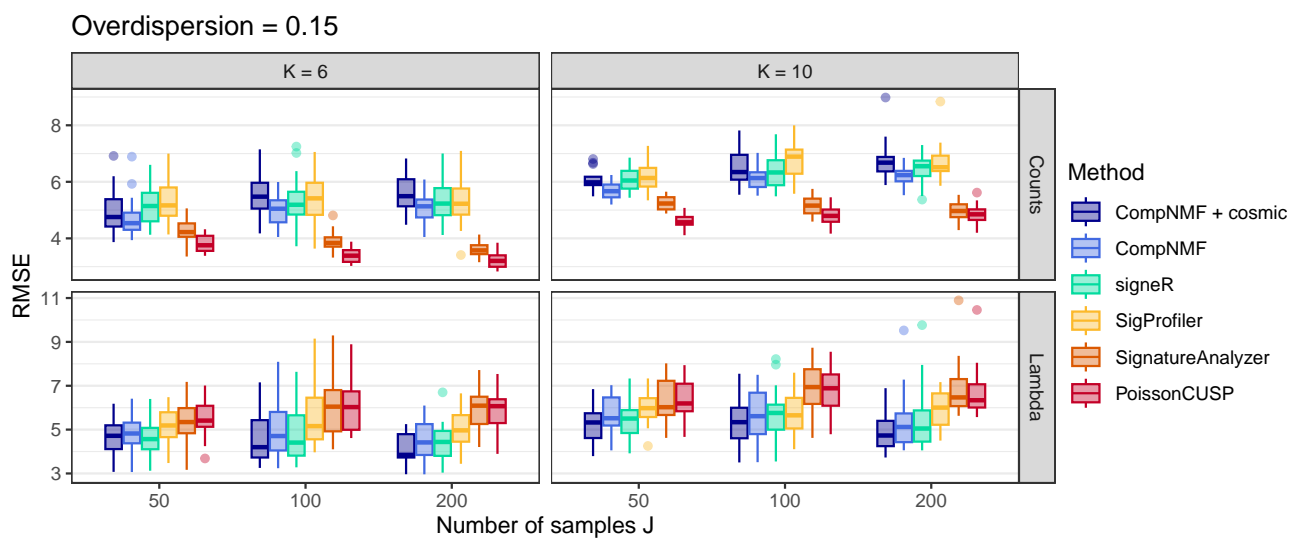 Overdispersion = 0.15
K = 6
K = 10
RMSE
8
6
4
Counts
11
9
7
5
3
Lambda
50
100
200
50
100
200
Number of samples J
Method
CompNMF + cosmic
CompNMF
signeR
SigProfiler
SignatureAnalyzer
PoissonCUSP